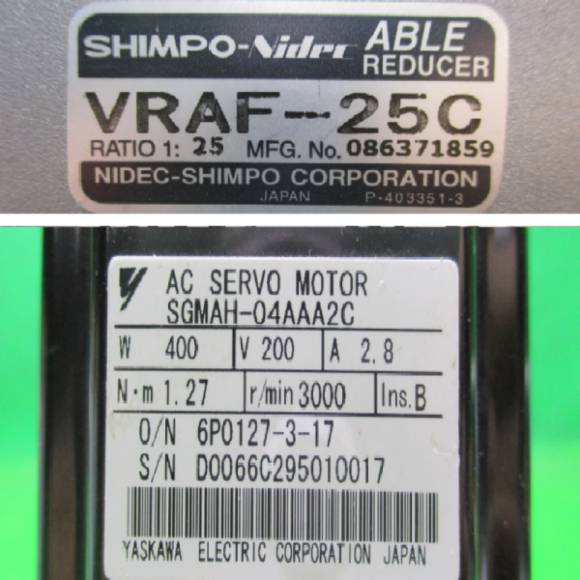 SHIMPO-Nidec ABLE REDUCER
VRAF-25C
RATIO 1: 25 MFG. No. 086371859
NIDEC-SHIMPO CORPORATION
JAPAN P-403351-3
AC SERVO MOTOR
SGMAH-04AAA2C
W 400 V 200 A 2.8
N·m 1.27 r/min 3000 Ins. B
O/N 6P0127-3-17
S/N D0066C295010017
YASKAWA ELECTRIC CORPORATION JAPAN